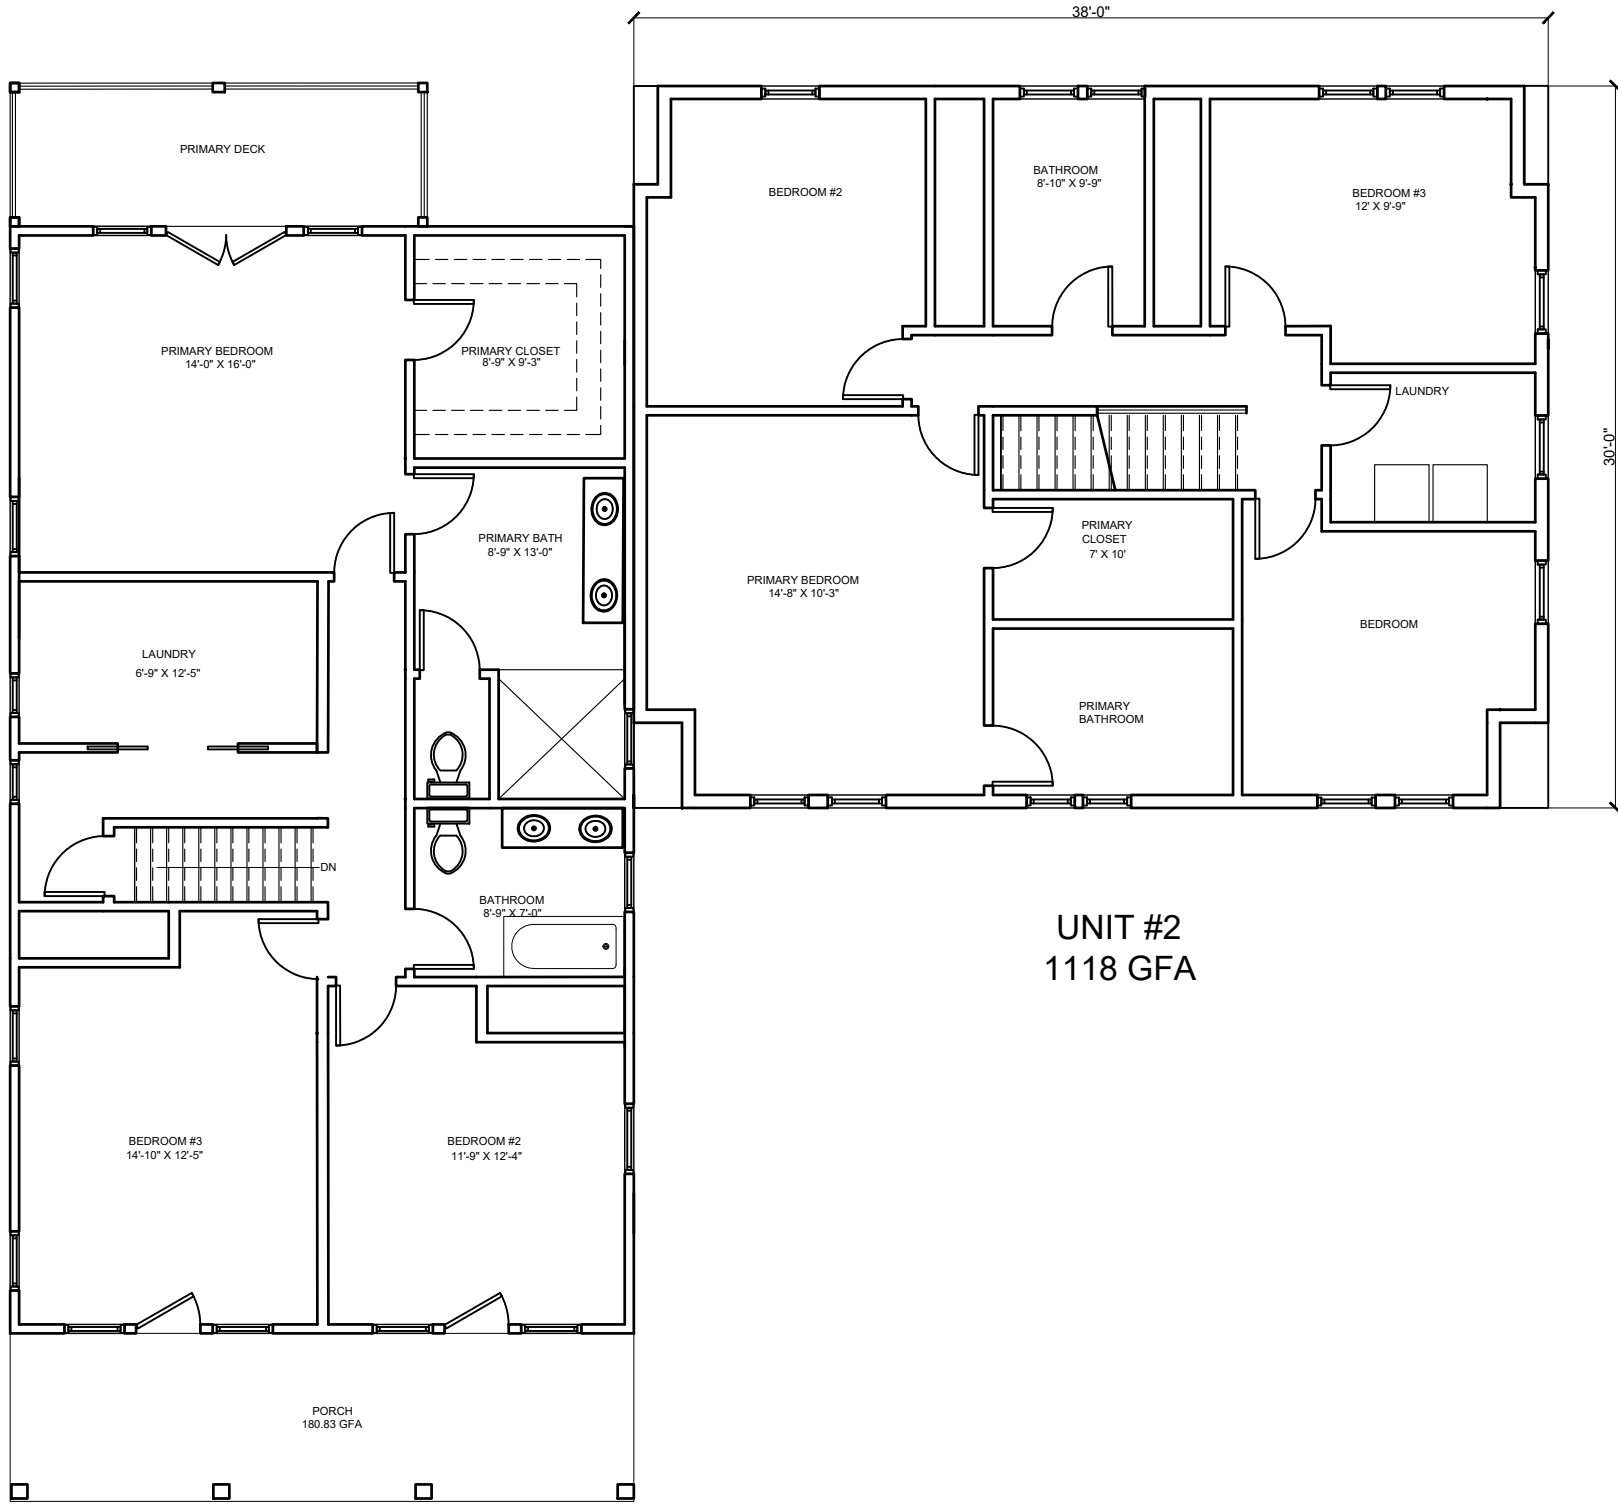 38'-0"
PRIMARY DECK
BEDROOM #2
BATHROOM
8'-10" X 9'-9"
BEDROOM #3
12' X 9'-9"
30'-0"
PRIMARY BEDROOM
14'-0" X 16'-0"
PRIMARY CLOSET
8'-9" X 9'-3"
LAUNDRY
PRIMARY BATH
8'-9" X 13'-0"
PRIMARY
CLOSET
7' X 10'
PRIMARY BEDROOM
14'-8" X 10'-3"
BEDROOM
LAUNDRY
6'-9" X 12'-5"
PRIMARY
BATHROOM
DN
BATHROOM
8'-9" X 7'-0"
UNIT #2
1118 GFA
BEDROOM #3
14'-10" X 12'-5"
BEDROOM #2
11'-9" X 12'-4"
PORCH
180.83 GFA